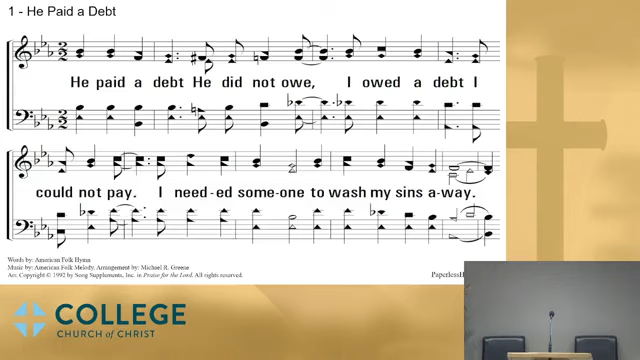 1 - He Paid a Debt
He paid a debt He did not owe, I owed a debt I
could not pay. I need-ed some-one to wash my sins a-way.
Words by: American Folk Hymn
Music by: American Folk Melody, Arrangement by: Michael R. Greene
Arr. Copyright © 1992 by Song Supplements, Inc. in Praise for the Lord. All rights reserved.
COLLEGE
CHURCH of CHRIST